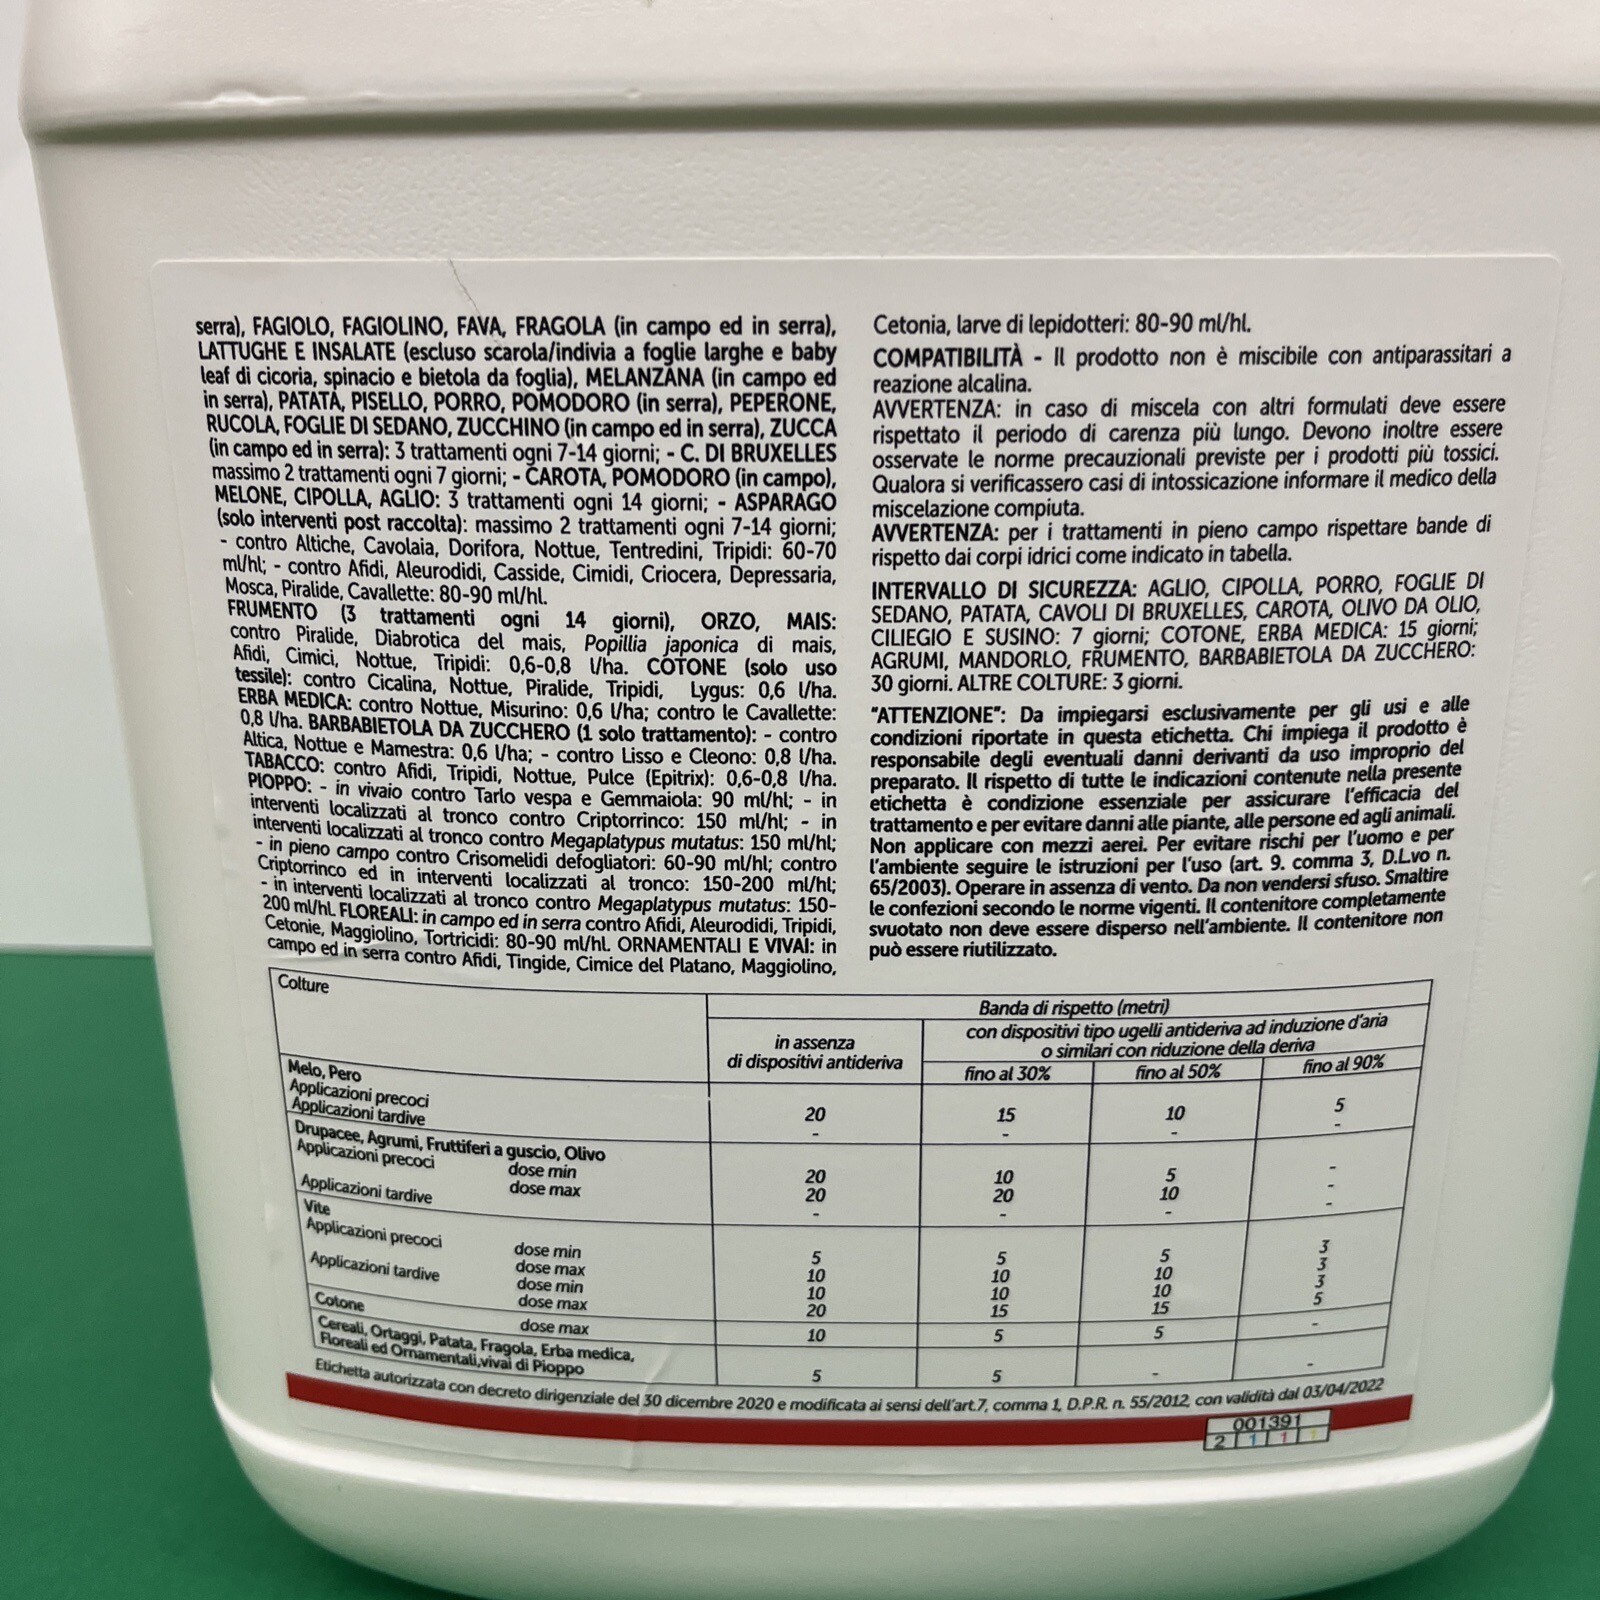 serra), FAGIOLO, FAGIOLINO, FAVA, FRAGOLA (in campo ed in serra),
LATTUGHE E INSALATE (escluso scarola/indivia a foglie larghe e baby
leaf di cicoria, spinacio e bietola da foglia), MELANZANA (in campo ed
in serra), PATATA, PISELLO, PORRO, POMODORO (in serra), PEPERONE,
RUCOLA, FOGLIE DI SEDANO, ZUCCHINO (in campo ed in serra), ZUCCA
(in campo ed in serra): 3 trattamenti ogni 7-14 giorni; - C. DI BRUXELLES
massimo 2 trattamenti ogni 7 giorni; - CAROTA, POMODORO (in campo),
MELONE, CIPOLLA, AGLIO: 3 trattamenti ogni 14 giorni; - ASPARAGO
(solo interventi post raccolta): massimo 2 trattamenti ogni 7-14 giorni;
- contro Altiche, Cavolaia, Dorifora, Nottue, Tentredini, Tripidi: 60-70
ml/hl; - contro Afidi, Aleurodidi, Casside, Cimidi, Criocera, Depressaria,
Mosca, Piralide, Cavallette: 80-90 ml/hl.
FRUMENTO (3 trattamenti ogni 14 giorni), ORZO, MAIS:
contro Piralide, Diabrotica del mais, Popillia japonica di mais,
Afidi, Cimici, Nottue, Tripidi: 0,6-0,8 l/ha. COTONE (solo uso
tessile): contro Cicalina, Nottue, Piralide, Tripidi, Lygus: 0,6 l/ha.
ERBA MEDICA: contro Nottue, Misurino: 0,6 l/ha; contro le Cavallette:
0,8 l/ha. BARBABIETOLA DA ZUCCHERO (1 solo trattamento): - contro
Altica, Nottue e Mamestra: 0,6 l/ha; - contro Lisso e Cleono: 0,8 l/ha.
TABACCO: contro Afidi, Tripidi, Nottue, Pulce (Epitrix): 0,6-0,8 l/ha.
PIOPPO: - in vivaio contro Tarlo vespa e Gemmaiola: 90 ml/hl; - in
interventi localizzati al tronco contro Criptorrinco: 150 ml/hl; - in
interventi localizzati al tronco contro Megaplatypus mutatus: 150 ml/hl;
- in pieno campo contro Crisomelidi defogliatori: 60-90 ml/hl; contro
Criptorrinco ed in interventi localizzati al tronco: 150-200 ml/hl;
- in interventi localizzati al tronco contro Megaplatypus mutatus: 150-
200 ml/hl. FLOREALI: in campo ed in serra contro Afidi, Aleurodidi, Tripidi,
Cetonie, Maggiolino, Tortricidi: 80-90 ml/hl. ORNAMENTALI E VIVAI: in
campo ed in serra contro Afidi, Tingide, Cimice del Platano, Maggiolino,
Cetonia, larve di lepidotteri: 80-90 ml/hl.
COMPATIBILITÀ - Il prodotto non è miscibile con antiparassitari a
reazione alcalina.
AVVERTENZA: in caso di miscela con altri formulati deve essere
rispettato il periodo di carenza più lungo. Devono inoltre essere
osservate le norme precauzionali previste per i prodotti più tossici.
Qualora si verificassero casi di intossicazione informare il medico della
miscelazione compiuta.
AVVERTENZA: per i trattamenti in pieno campo rispettare bande di
rispetto dai corpi idrici come indicato in tabella.
INTERVALLO DI SICUREZZA: AGLIO, CIPOLLA, PORRO, FOGLIE DI
SEDANO, PATATA, CAVOLI DI BRUXELLES, CAROTA, OLIVO DA OLIO,
CILIEGIO E SUSINO: 7 giorni; COTONE, ERBA MEDICA: 15 giorni;
AGRUMI, MANDORLO, FRUMENTO, BARBABIETOLA DA ZUCCHERO:
30 giorni. ALTRE COLTURE: 3 giorni.
"ATTENZIONE": Da impiegarsi esclusivamente per gli usi e alle
condizioni riportate in questa etichetta. Chi impiega il prodotto è
responsabile degli eventuali danni derivanti da uso improprio del
preparato. Il rispetto di tutte le indicazioni contenute nella presente
etichetta è condizione essenziale per assicurare l'efficacia del
trattamento e per evitare danni alle piante, alle persone ed agli animali.
Non applicare con mezzi aerei. Per evitare rischi per l'uomo e per
l'ambiente seguire le istruzioni per l'uso (art. 9. comma 3, D.L.vo n.
65/2003). Operare in assenza di vento. Da non vendersi sfuso. Smaltire
le confezioni secondo le norme vigenti. Il contenitore completamente
svuotato non deve essere disperso nell'ambiente. Il contenitore non
può essere riutilizzato.
Colture
Banda di rispetto (metri)
in assenza
di dispositivi antideriva
con dispositivi tipo ugelli antideriva ad induzione d'aria
o similari con riduzione della deriva
fino al 30% fino al 50% fino al 90%
Melo, Pero
Applicazioni precoci 20 15 10 5
Applicazioni tardive - - - -
Drupacee, Agrumi, Fruttiferi a guscio, Olivo
Applicazioni precoci dose min 20 10 5 -
dose max 20 20 10 -
Applicazioni tardive - - - -
Vite
Applicazioni precoci dose min 5 5 5 3
dose max 10 10 10 3
Applicazioni tardive dose min 10 10 10 3
dose max 20 15 15 5
Cotone dose max 10 5 5 -
Cereali, Ortaggi, Patata, Fragola, Erba medica,
Floreali ed Ornamentali,vivai di Pioppo 5 5 - -
Etichetta autorizzata con decreto dirigenziale del 30 dicembre 2020 e modificata ai sensi dell'art.7, comma 1, D.P.R. n. 55/2012, con validità dal 03/04/2022
001391
2 1 1 1